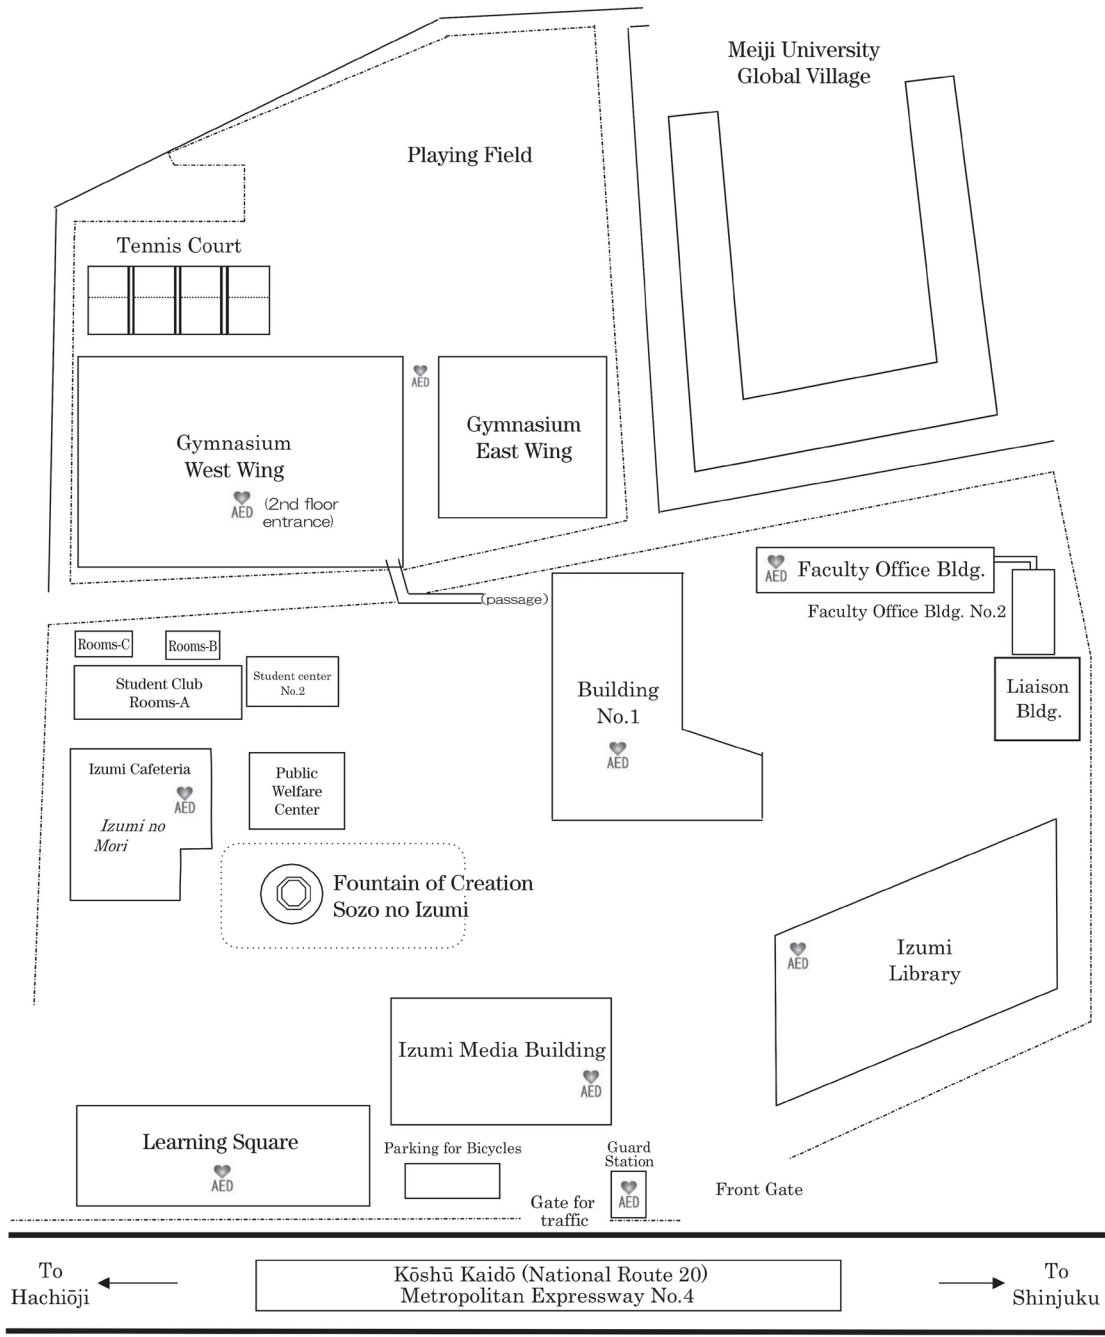 Meiji University
Global Village
Playing Field
Tennis Court
AED
Gymnasium
West Wing
AED
(2nd floor
entrance)
Gymnasium
East Wing
AED
Faculty Office Bldg.
(passage)
Faculty Office Bldg. No.2
Rooms-C
Rooms-B
Student Club
Rooms-A
Student center
No.2
Building
No.1
AED
Liaison
Bldg.
Izumi Cafeteria
AED
Izumi no
Mori
Public
Welfare
Center
Fountain of Creation
Sozo no Izumi
AED
Izumi
Library
Izumi Media Building
AED
Learning Square
AED
Parking for Bicycles
Guard
Station
AED
Gate for
traffic
Front Gate
To
Hachiōji
Kōshū Kaidō (National Route 20)
Metropolitan Expressway No.4
To
Shinjuku